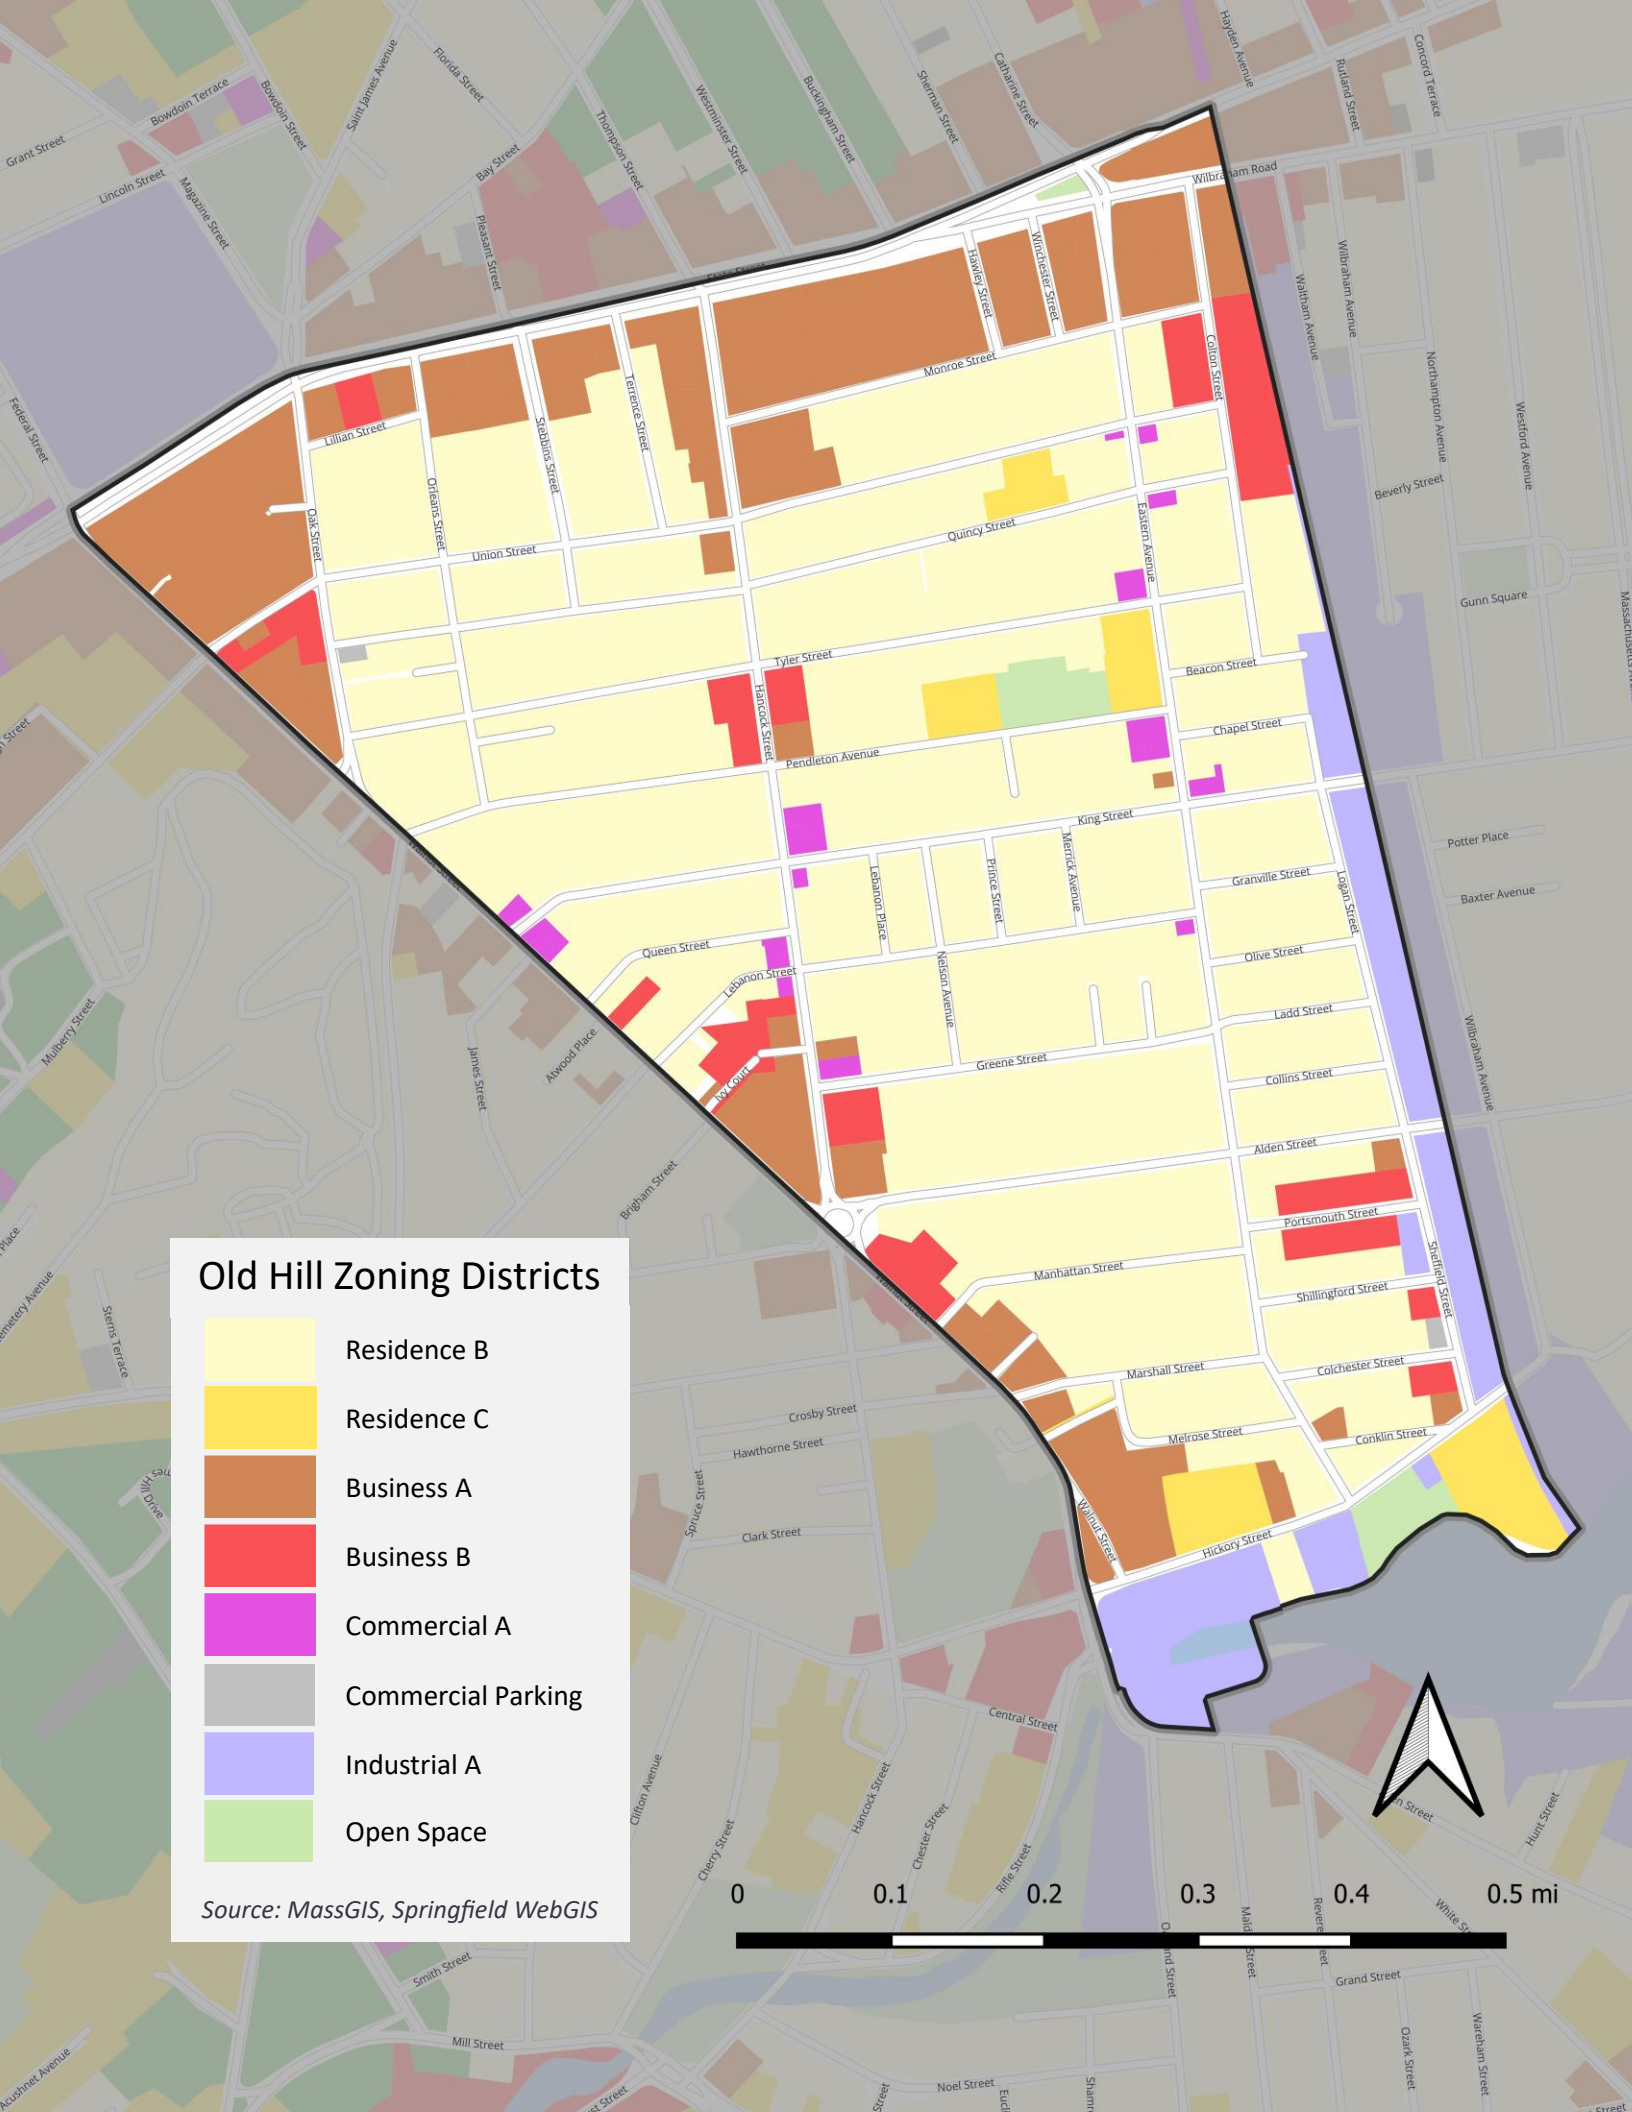 Hayden Avenue
Concord Terrace
Rutland Street
Catharine Street
Sherman Street
Buckingham Street
Westminster Street
Thompson Street
Florida Street
Saint James Avenue
Bowdoin Terrace
Bowdoin Street
Grant Street
Lincoln Street
Magazine Street
Bay Street
Pleasant Street
State Street
Wilbraham Road
Wilbraham Avenue
Waltham Avenue
Northampton Avenue
Westford Avenue
Hawley Street
Winchester Street
Monroe Street
Colton Street
Federal Street
Lillian Street
Terrence Street
Stebbins Street
Orleans Street
Oak Street
Union Street
Quincy Street
Eastern Avenue
Beverly Street
Gunn Square
Tyler Street
Beacon Street
Hancock Street
Pendleton Avenue
Chapel Street
King Street
Walnut Street
Lebanon Place
Prince Street
Merrick Avenue
Granville Street
Logan Street
Potter Place
Baxter Avenue
Queen Street
Lebanon Street
Nelson Avenue
Olive Street
Ladd Street
Mulberry Street
James Street
Atwood Place
Ivy Court
Greene Street
Collins Street
Wilbraham Avenue
Alden Street
Brigham Street
Portsmouth Street
Manhattan Street
Shillingford Street
Sheffield Street
Walnut Street
Marshall Street
Colchester Street
Crosby Street
Hawthorne Street
Melrose Street
Conklin Street
Spruce Street
Clark Street
Walnut Street
Hickory Street
Place
Sterns Terrace
Hill Drive
Old Hill Zoning Districts
Residence B
Residence C
Business A
Business B
Commercial A
Commercial Parking
Industrial A
Open Space
Source: MassGIS, Springfield WebGIS
Central Street
Clifton Avenue
Cherry Street
Hancock Street
Chester Street
Rifle Street
Hunt Street
0 0.1 0.2 0.3 0.4 0.5 mi
Grand Street
Smith Street
Mill Street
Noel Street
Ozark Street
Wareham Street
Acushnet Avenue
Street